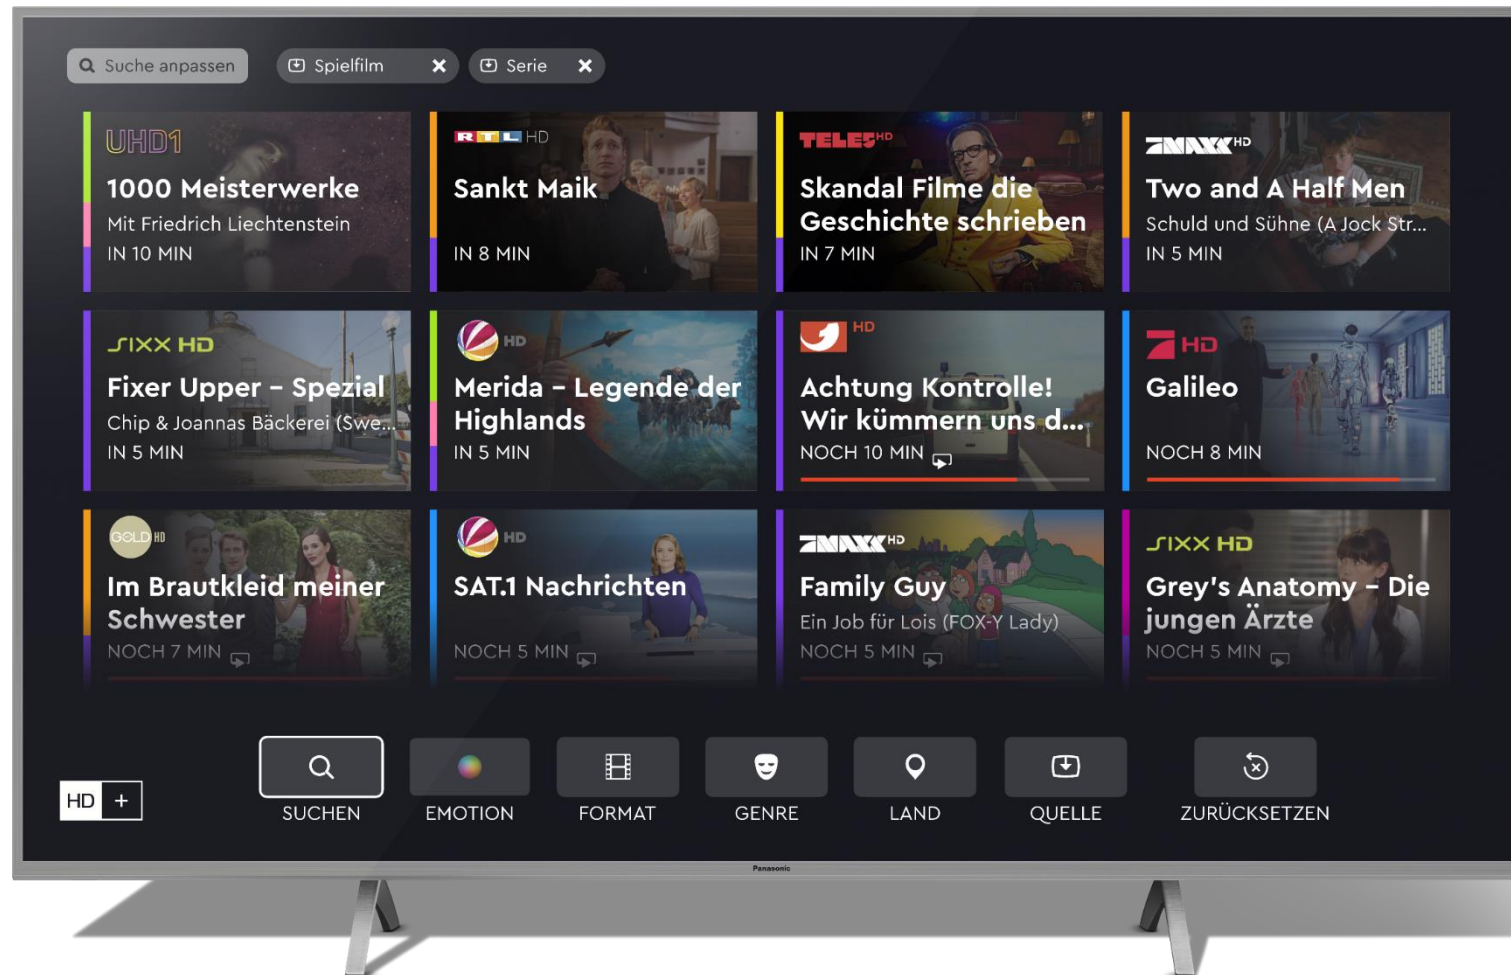 Suche anpassen
Spielfilm
Serie
UHD1
1000 Meisterwerke
Mit Friedrich Liechtenstein
IN 10 MIN
RTL HD
Sankt Maik
IN 8 MIN
TELE5 HD
Skandal Filme die
Geschichte schrieben
IN 7 MIN
7MAXX HD
Two and A Half Men
Schuld und Sühne (A Jock Str...
IN 5 MIN
SIXX HD
Fixer Upper – Spezial
Chip & Joannas Bäckerei (Swe...
IN 5 MIN
HD
Merida – Legende der
Highlands
IN 5 MIN
HD
Achtung Kontrolle!
Wir kümmern uns d...
NOCH 10 MIN
HD
Galileo
NOCH 8 MIN
GOLD HD
Im Brautkleid meiner
Schwester
NOCH 7 MIN
HD
SAT.1 Nachrichten
NOCH 5 MIN
7MAXX HD
Family Guy
Ein Job für Lois (FOX-Y Lady)
NOCH 5 MIN
SIXX HD
Grey's Anatomy – Die
jungen Ärzte
NOCH 5 MIN
HD +
SUCHEN
EMOTION
FORMAT
GENRE
LAND
QUELLE
ZURÜCKSETZEN
Panasonic